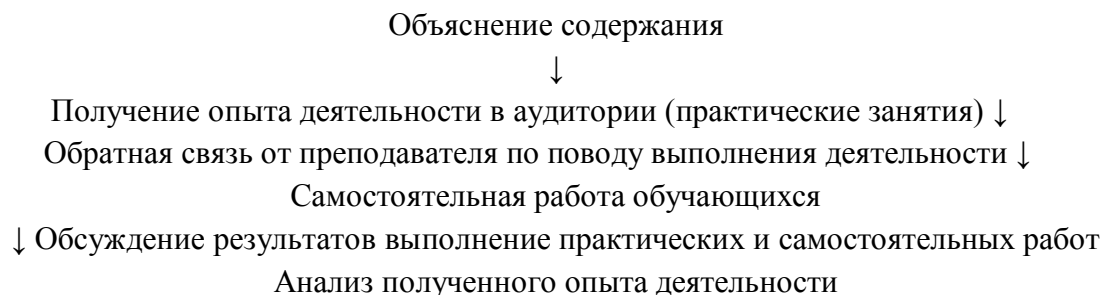 Объяснение содержания
↓
Получение опыта деятельности в аудитории (практические занятия) ↓
Обратная связь от преподавателя по поводу выполнения деятельности ↓
Самостоятельная работа обучающихся
↓ Обсуждение результатов выполнение практических и самостоятельных работ
Анализ полученного опыта деятельности